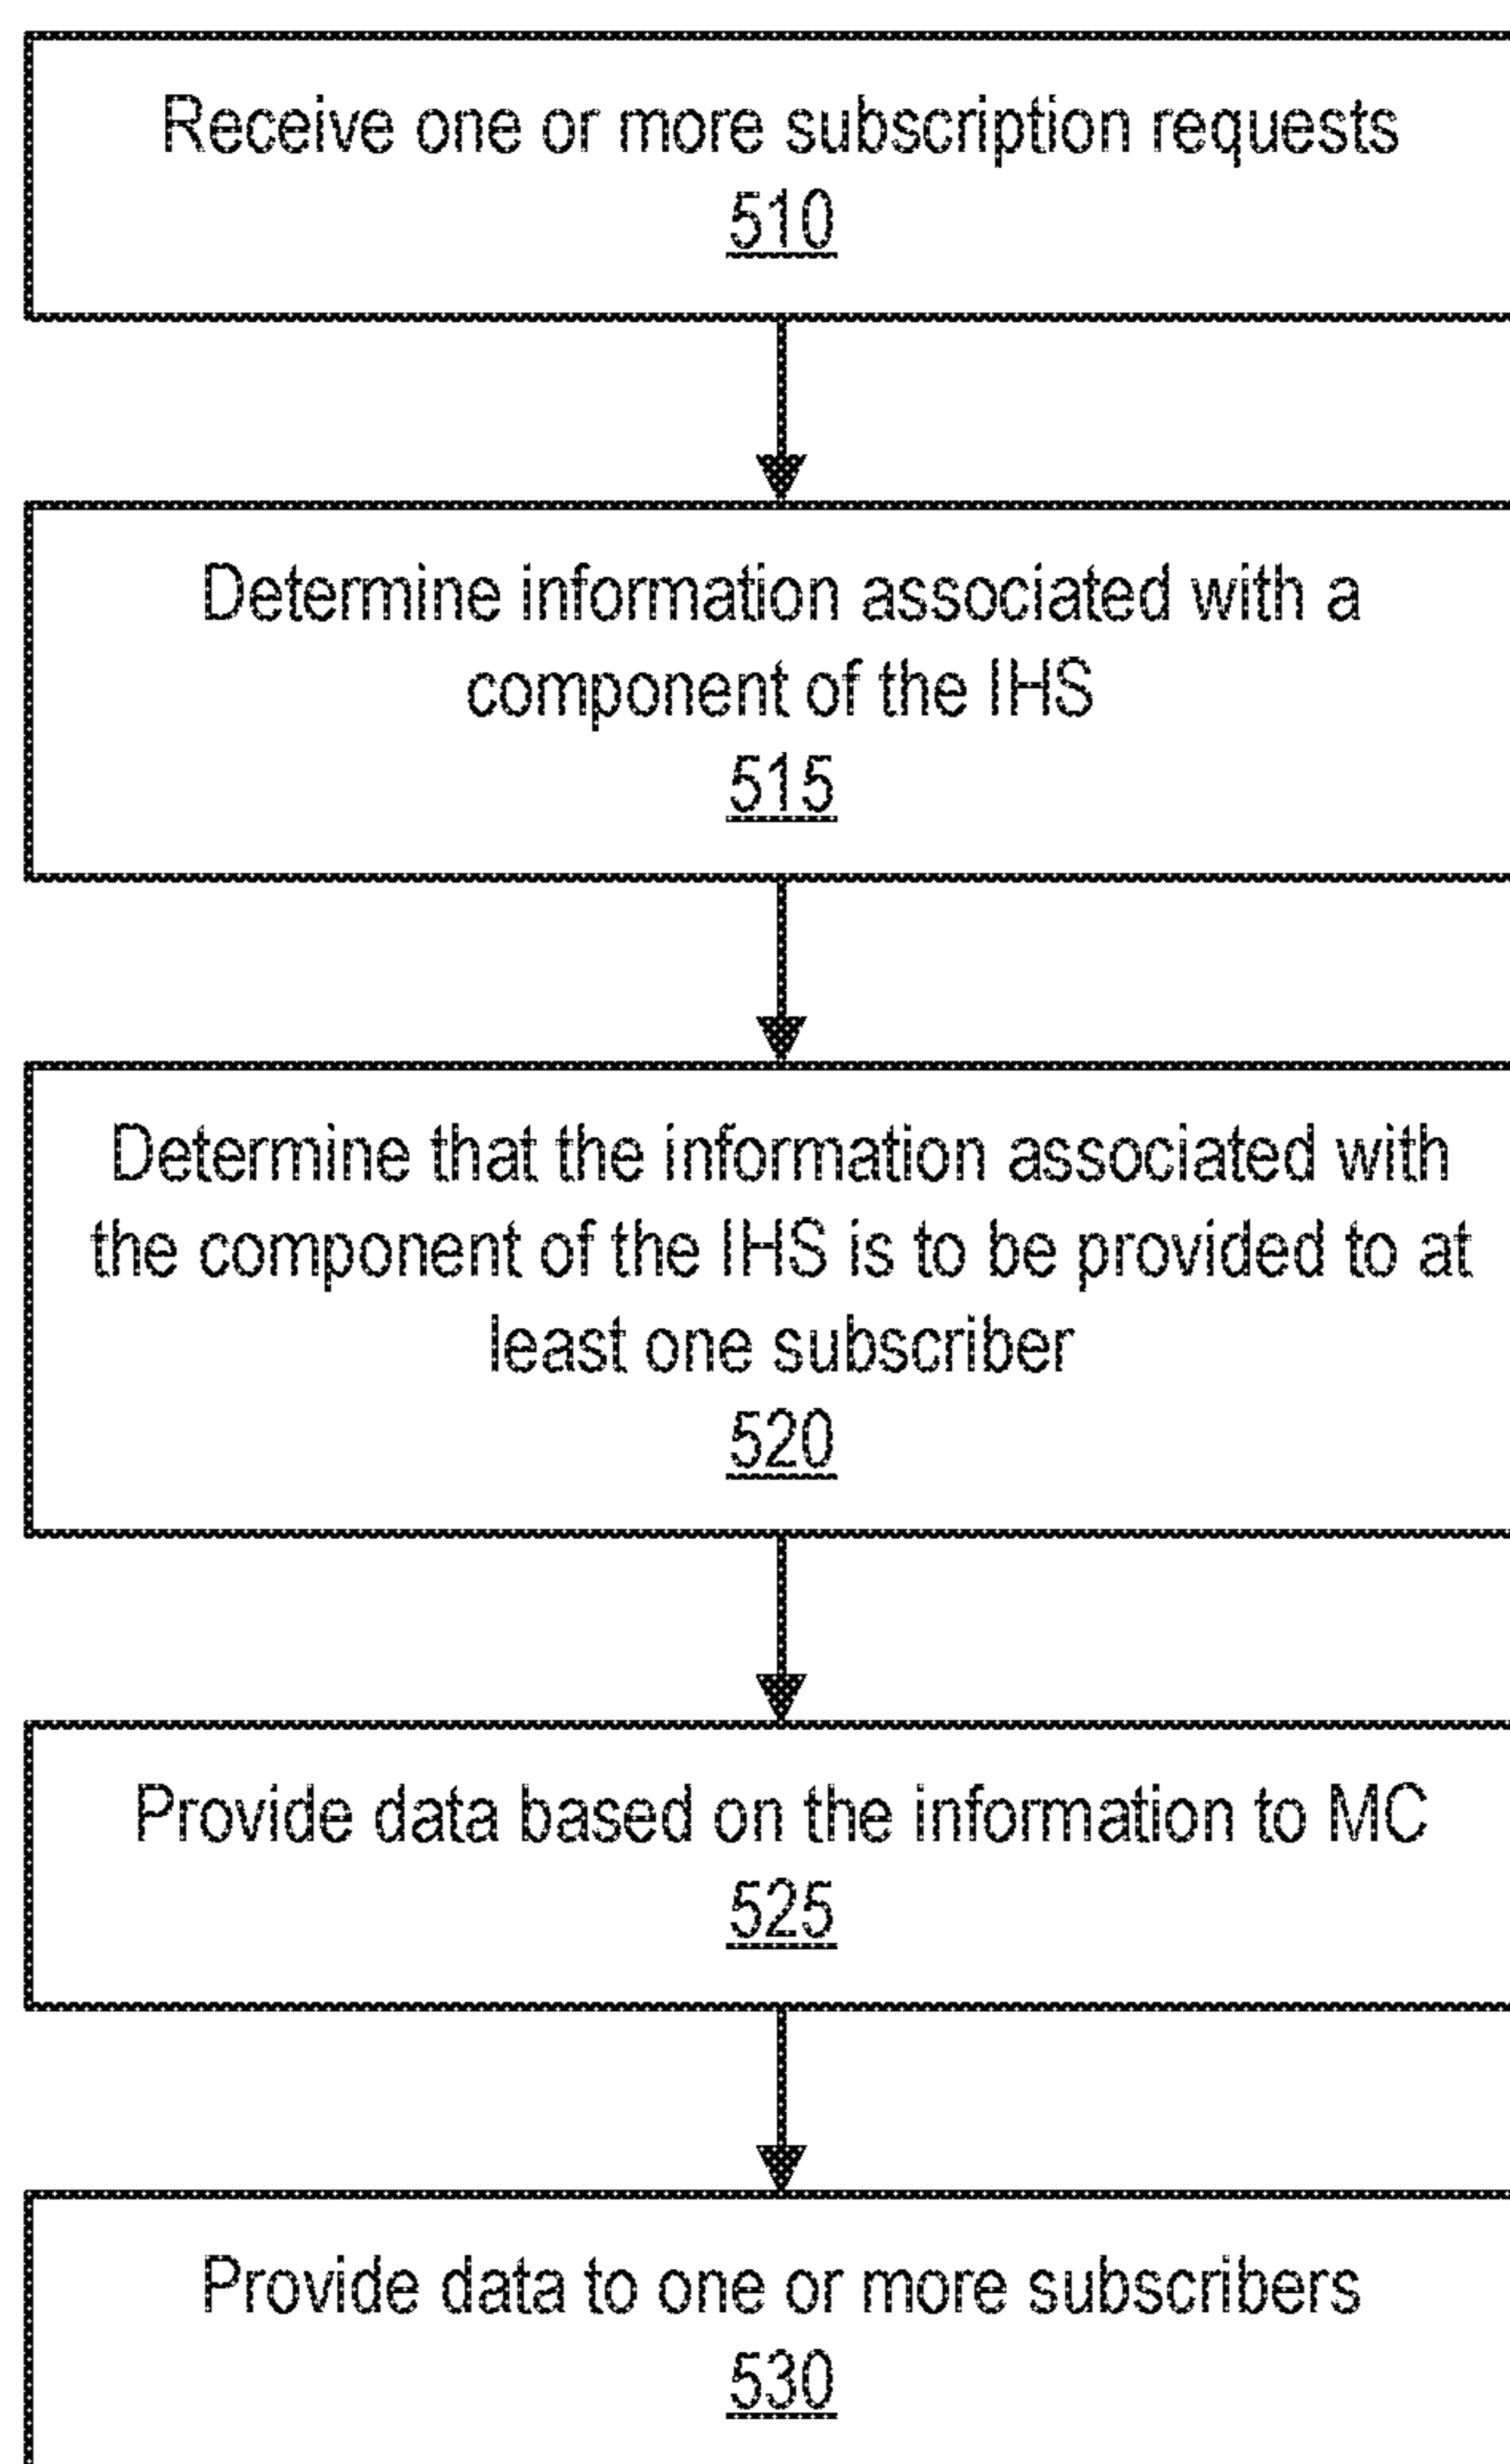 Receive one or more subscription requests
510
Determine information associated with a
component of the IHS
515
Determine that the information associated with
the component of the IHS is to be provided to at
least one subscriber
520
Provide data based on the information to MC
525
Provide data to one or more subscribers
530